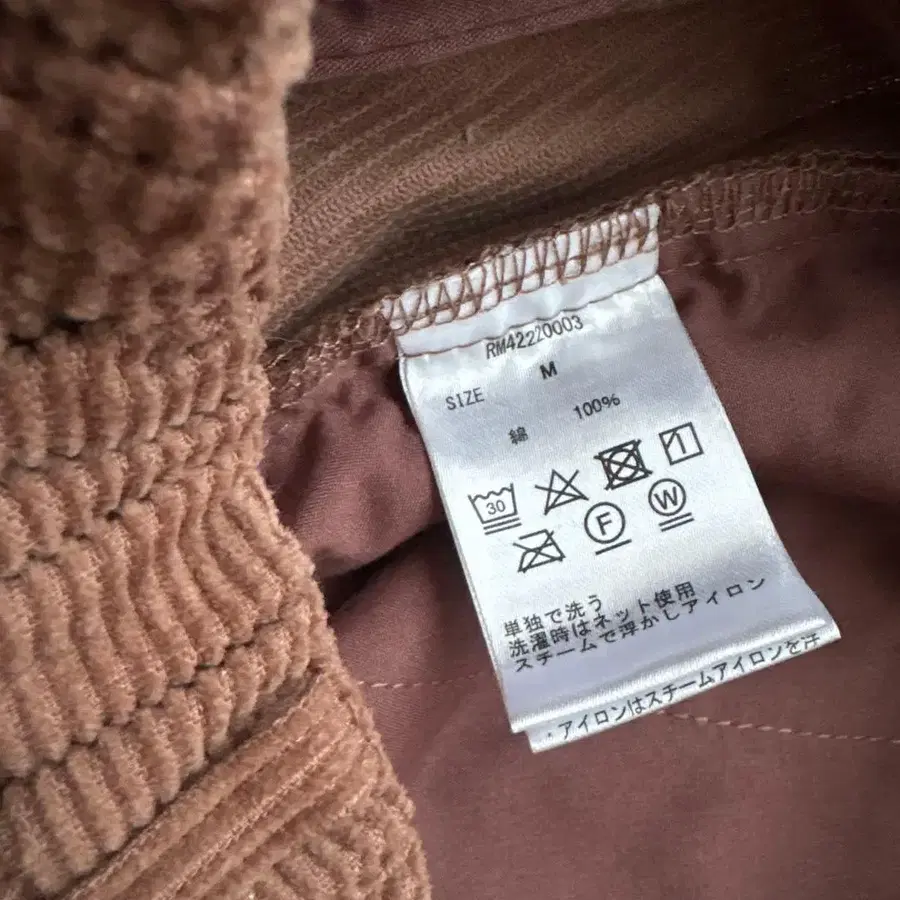 RM42220003
SIZE M
綿 100%
30
F W
単独で洗う
洗濯時はネット使用
スチームで浮かしアイロン
・アイロンはスチームアイロンを浮